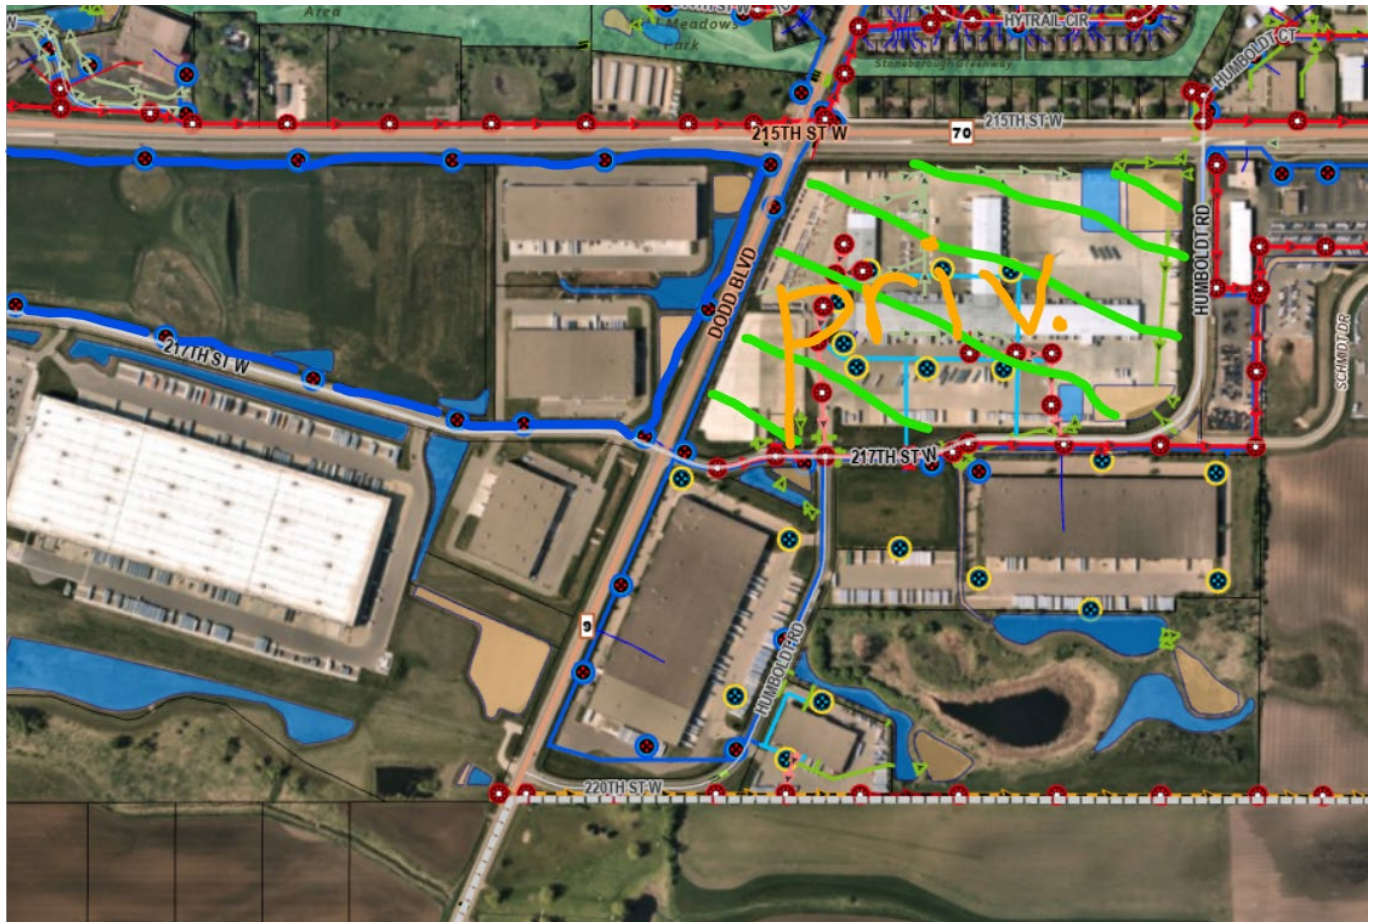 Area
Meadows
Park
HYTRAIL CIR
HUMBOLDT CT
Stoneborough Greenway
215TH ST W
70
215TH ST W
HUMBOLDT RD
DODD BLVD
Priv.
217TH ST W
SCHMIDT DR
217TH ST W
9
HUMBOLDT RD
220TH ST W